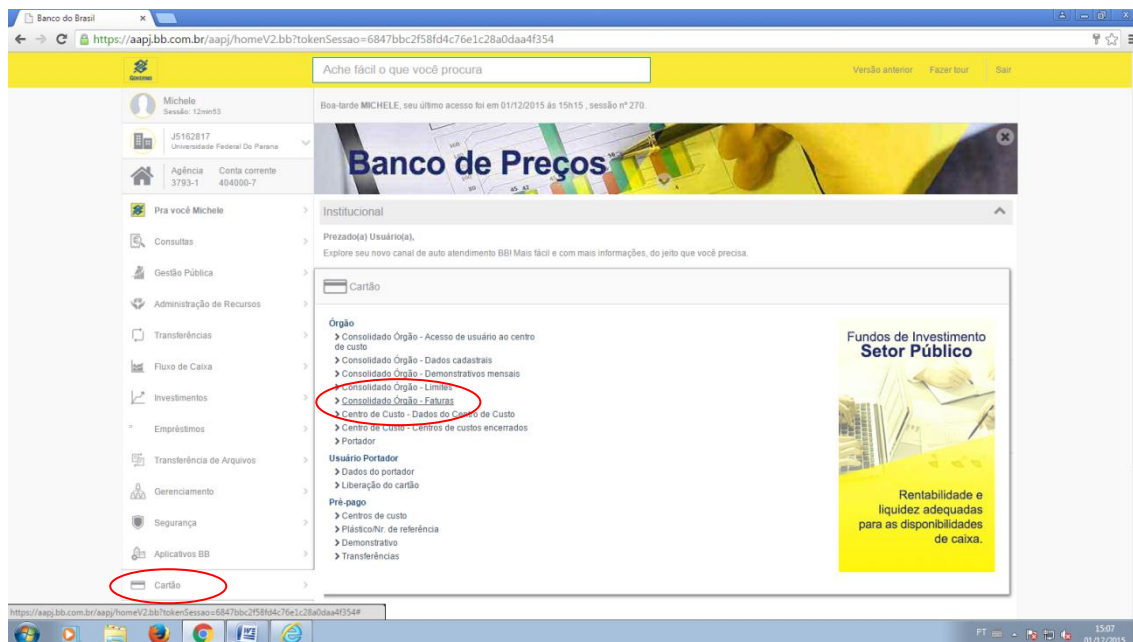 Banco do Brasil
https://aapj.bb.com.br/aapj/homeV2.bb?tokenSessao=6847bbc2f58fd4c76e1c28a0daa4f354
GOVERNO
Ache fácil o que você procura
Versão anterior Fazer tour Sair
Michele
Sessão: 12min53
Boa-tarde MICHELE, seu último acesso foi em 01/12/2015 às 15h15 , sessão nº 270.
J5162817
Universidade Federal Do Parana
Agência Conta corrente
3793-1 404000-7
Banco de Preços
Pra você Michele
Consultas
Gestão Pública
Administração de Recursos
Transferências
Fluxo de Caixa
Investimentos
Empréstimos
Transferência de Arquivos
Gerenciamento
Segurança
Aplicativos BB
Cartão
Institucional
Prezado(a) Usuário(a),
Explore seu novo canal de auto atendimento BB! Mais fácil e com mais informações, do jeito que você precisa.
Cartão
Órgão
Consolidado Órgão - Acesso de usuário ao centro
de custo
Consolidado Órgão - Dados cadastrais
Consolidado Órgão - Demonstrativos mensais
Consolidado Órgão - Limites
Consolidado Órgão - Faturas
Centro de Custo - Dados do Centro de Custo
Centro de Custo - Centros de custos encerrados
Portador
Usuário Portador
Dados do portador
Liberação do cartão
Pré-pago
Centros de custo
Plástico/Nr. de referência
Demonstrativo
Transferências
Fundos de Investimento
Setor Público
Rentabilidade e
liquidez adequadas
para as disponibilidades
de caixa.
https://aapj.bb.com.br/aapj/homeV2.bb?tokenSessao=6847bbc2f58fd4c76e1c28a0daa4f354#
PT
15:07
01/12/2015